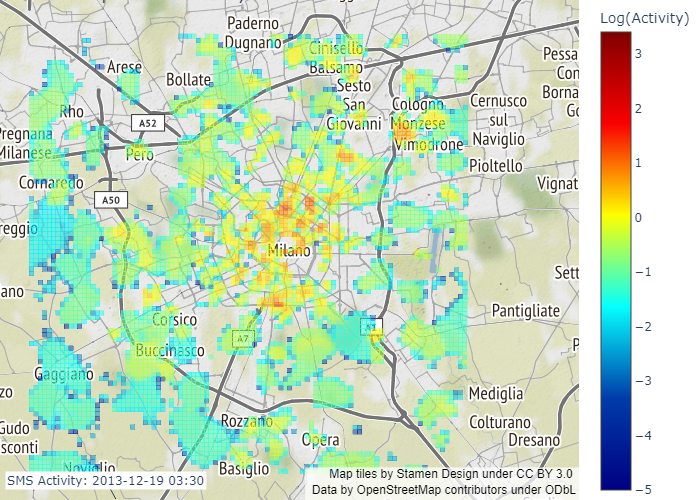 Log(Activity)
Paderno
Dugnano
Cinisello
Balsamo
Arese
Bollate
Sesto
San
Giovanni
Cologno
Monzese
Cernusco
sul
Naviglio
Pessa
Con
Borna
Go
Rho
A52
Pregnana
Milanese
Pero
Vimodrone
Pioltello
Cornaredo
A50
Vignat
reggio
Milano
Sett
ano
Pantigliate
Corsico
A7
Buccinasco
P
Gaggiano
zo
Mediglia
Colturano
Dresano
Gudo
sconti
Rozzano
Opera
Noviglio
Basiglio
SMS Activity: 2013-12-19 03:30
Map tiles by Stamen Design under CC BY 3.0
Data by OpenStreetMap contributors under ODbL
3
2
1
0
−1
−2
−3
−4
−5